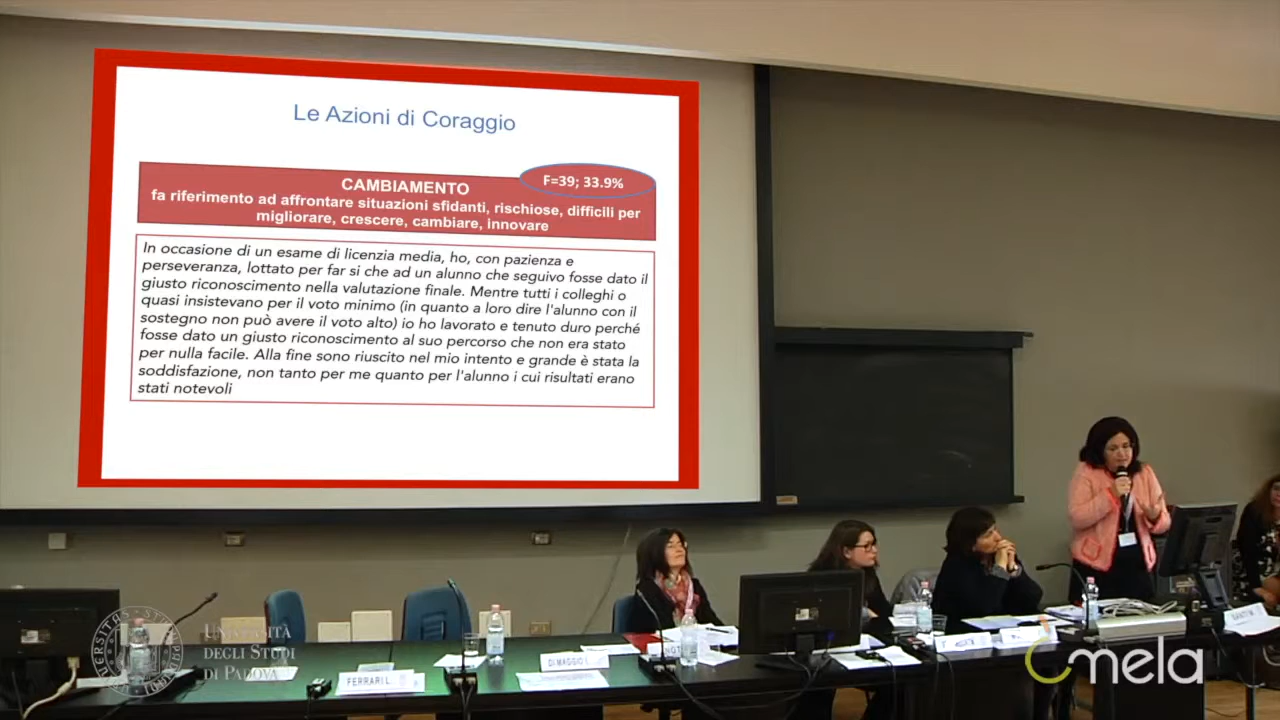 Le Azioni di Coraggio
F=39; 33.9%
CAMBIAMENTO
fa riferimento ad affrontare situazioni sfidanti, rischiose, difficili per
migliorare, crescere, cambiare, innovare
In occasione di un esame di licenzia media, ho, con pazienza e
perseveranza, lottato per far si che ad un alunno che seguivo fosse dato il
giusto riconoscimento nella valutazione finale. Mentre tutti i colleghi o
quasi insistevano per il voto minimo (in quanto a loro dire l'alunno con il
sostegno non può avere il voto alto) io ho lavorato e tenuto duro perché
fosse dato un giusto riconoscimento al suo percorso che non era stato
per nulla facile. Alla fine sono riuscito nel mio intento e grande è stata la
soddisfazione, non tanto per me quanto per l'alunno i cui risultati erano
stati notevoli
UNIVERSITÀ
DEGLI STUDI
DI PADOVA
FERRARI L.
DI MAGGIO I.
mela